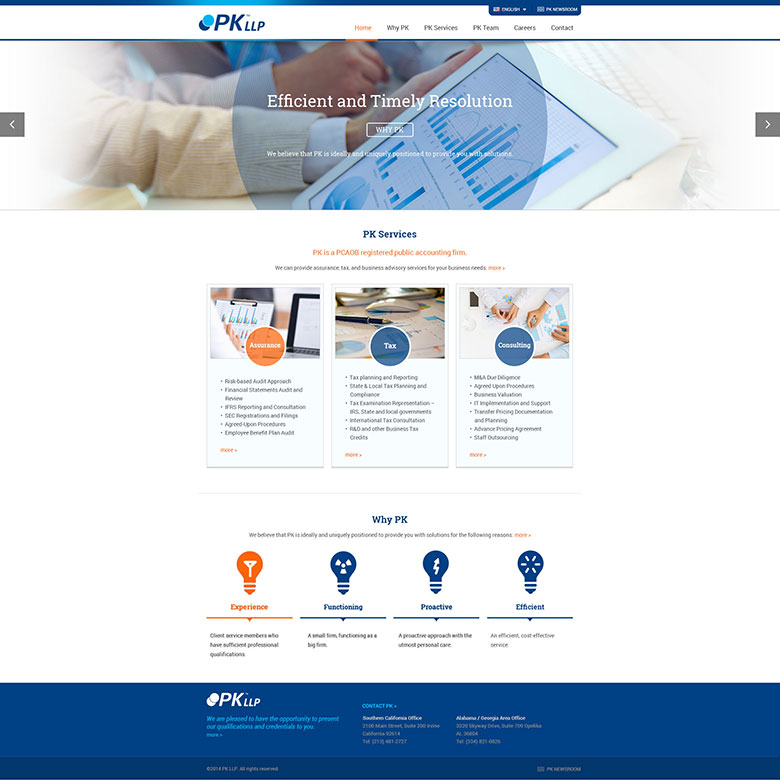 ENGLISH
PK NEWSROOM
PK LLP
Home
Why PK
PK Services
PK Team
Careers
Contact
Efficient and Timely Resolution
WHY PK
We believe that PK is ideally and uniquely positioned to provide you with solutions.
PK Services
PK is a PCAOB registered public accounting firm.
We can provide assurance, tax, and business advisory services for your business needs. more »
Assurance
• Risk-based Audit Approach
• Financial Statements Audit and
Review
• IFRS Reporting and Consultation
• SEC Registrations and Filings
• Agreed-Upon Procedures
• Employee Benefit Plan Audit
more »
Tax
• Tax planning and Reporting
• State & Local Tax Planning and
Compliance
• Tax Examination Representation –
IRS, State and local governments
• International Tax Consultation
• R&D and other Business Tax
Credits
more »
Consulting
• M&A Due Diligence
• Agreed Upon Procedures
• Business Valuation
• IT Implementation and Support
• Transfer Pricing Documentation
and Planning
• Advance Pricing Agreement
• Staff Outsourcing
more »
Why PK
We believe that PK is ideally and uniquely positioned to provide you with solutions for the following reasons: more »
Experience
Client service members who
have sufficient professional
qualifications.
Functioning
A small firm, functioning as a
big firm.
Proactive
A proactive approach with the
utmost personal care.
Efficient
An efficient, cost-effective
service.
PK LLP
We are pleased to have the opportunity to present
our qualifications and credentials to you.
more »
CONTACT PK »
Southern California Office
2100 Main Street, Suite 200 Irvine
California 92614
Tel: (213) 481-2727
Alabama / Georgia Area Office
3320 Skyway Drive, Suite 709 Opelika
AL 36804
Tel: (334) 821-8826
©2014 PK LLP. All rights reserved.
PK NEWSROOM